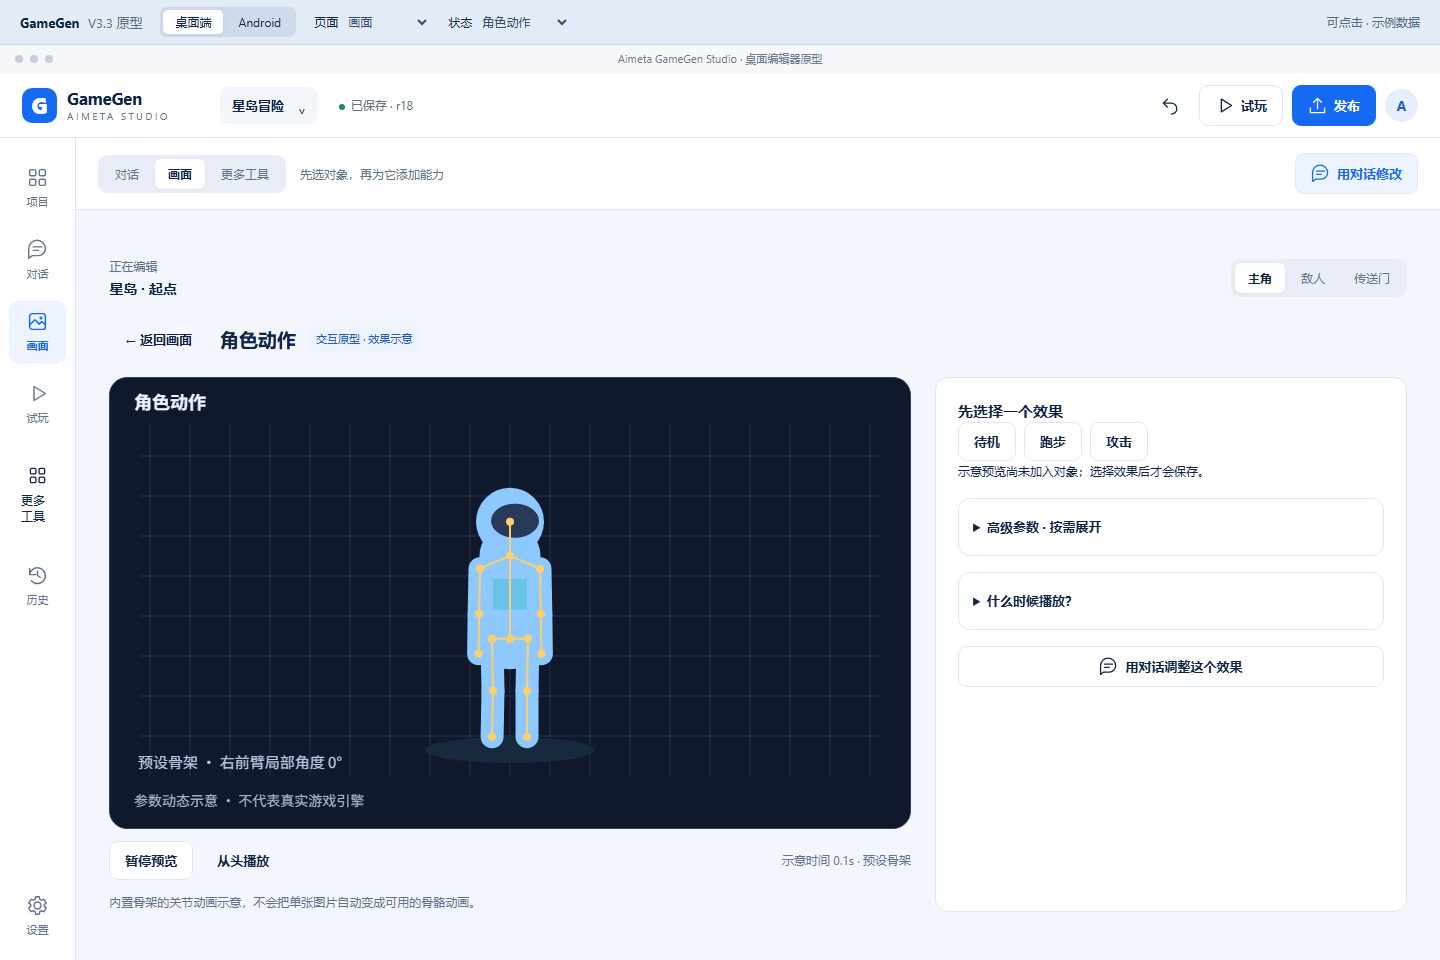 GameGen V3.3 原型 桌面端 Android 页面 画面 状态 角色动作 可点击 · 示例数据
Aimeta GameGen Studio · 桌面编辑器原型
G GameGen
AIMETA STUDIO
星岛冒险 已保存 · r18 试玩 发布 A
对话 画面 更多工具 先选对象，再为它添加能力 用对话修改
项目
对话
画面
试玩
更多
工具
历史
设置
正在编辑
星岛 · 起点
主角 敌人 传送门
← 返回画面 角色动作 交互原型 · 效果示意
角色动作
预设骨架 · 右前臂局部角度 0°
参数动态示意 · 不代表真实游戏引擎
暂停预览 从头播放 示意时间 0.1s · 预设骨架
内置骨架的关节动画示意，不会把单张图片自动变成可用的骨骼动画。
先选择一个效果
待机 跑步 攻击
示意预览尚未加入对象；选择效果后才会保存。
▶ 高级参数 · 按需展开
▶ 什么时候播放？
用对话调整这个效果